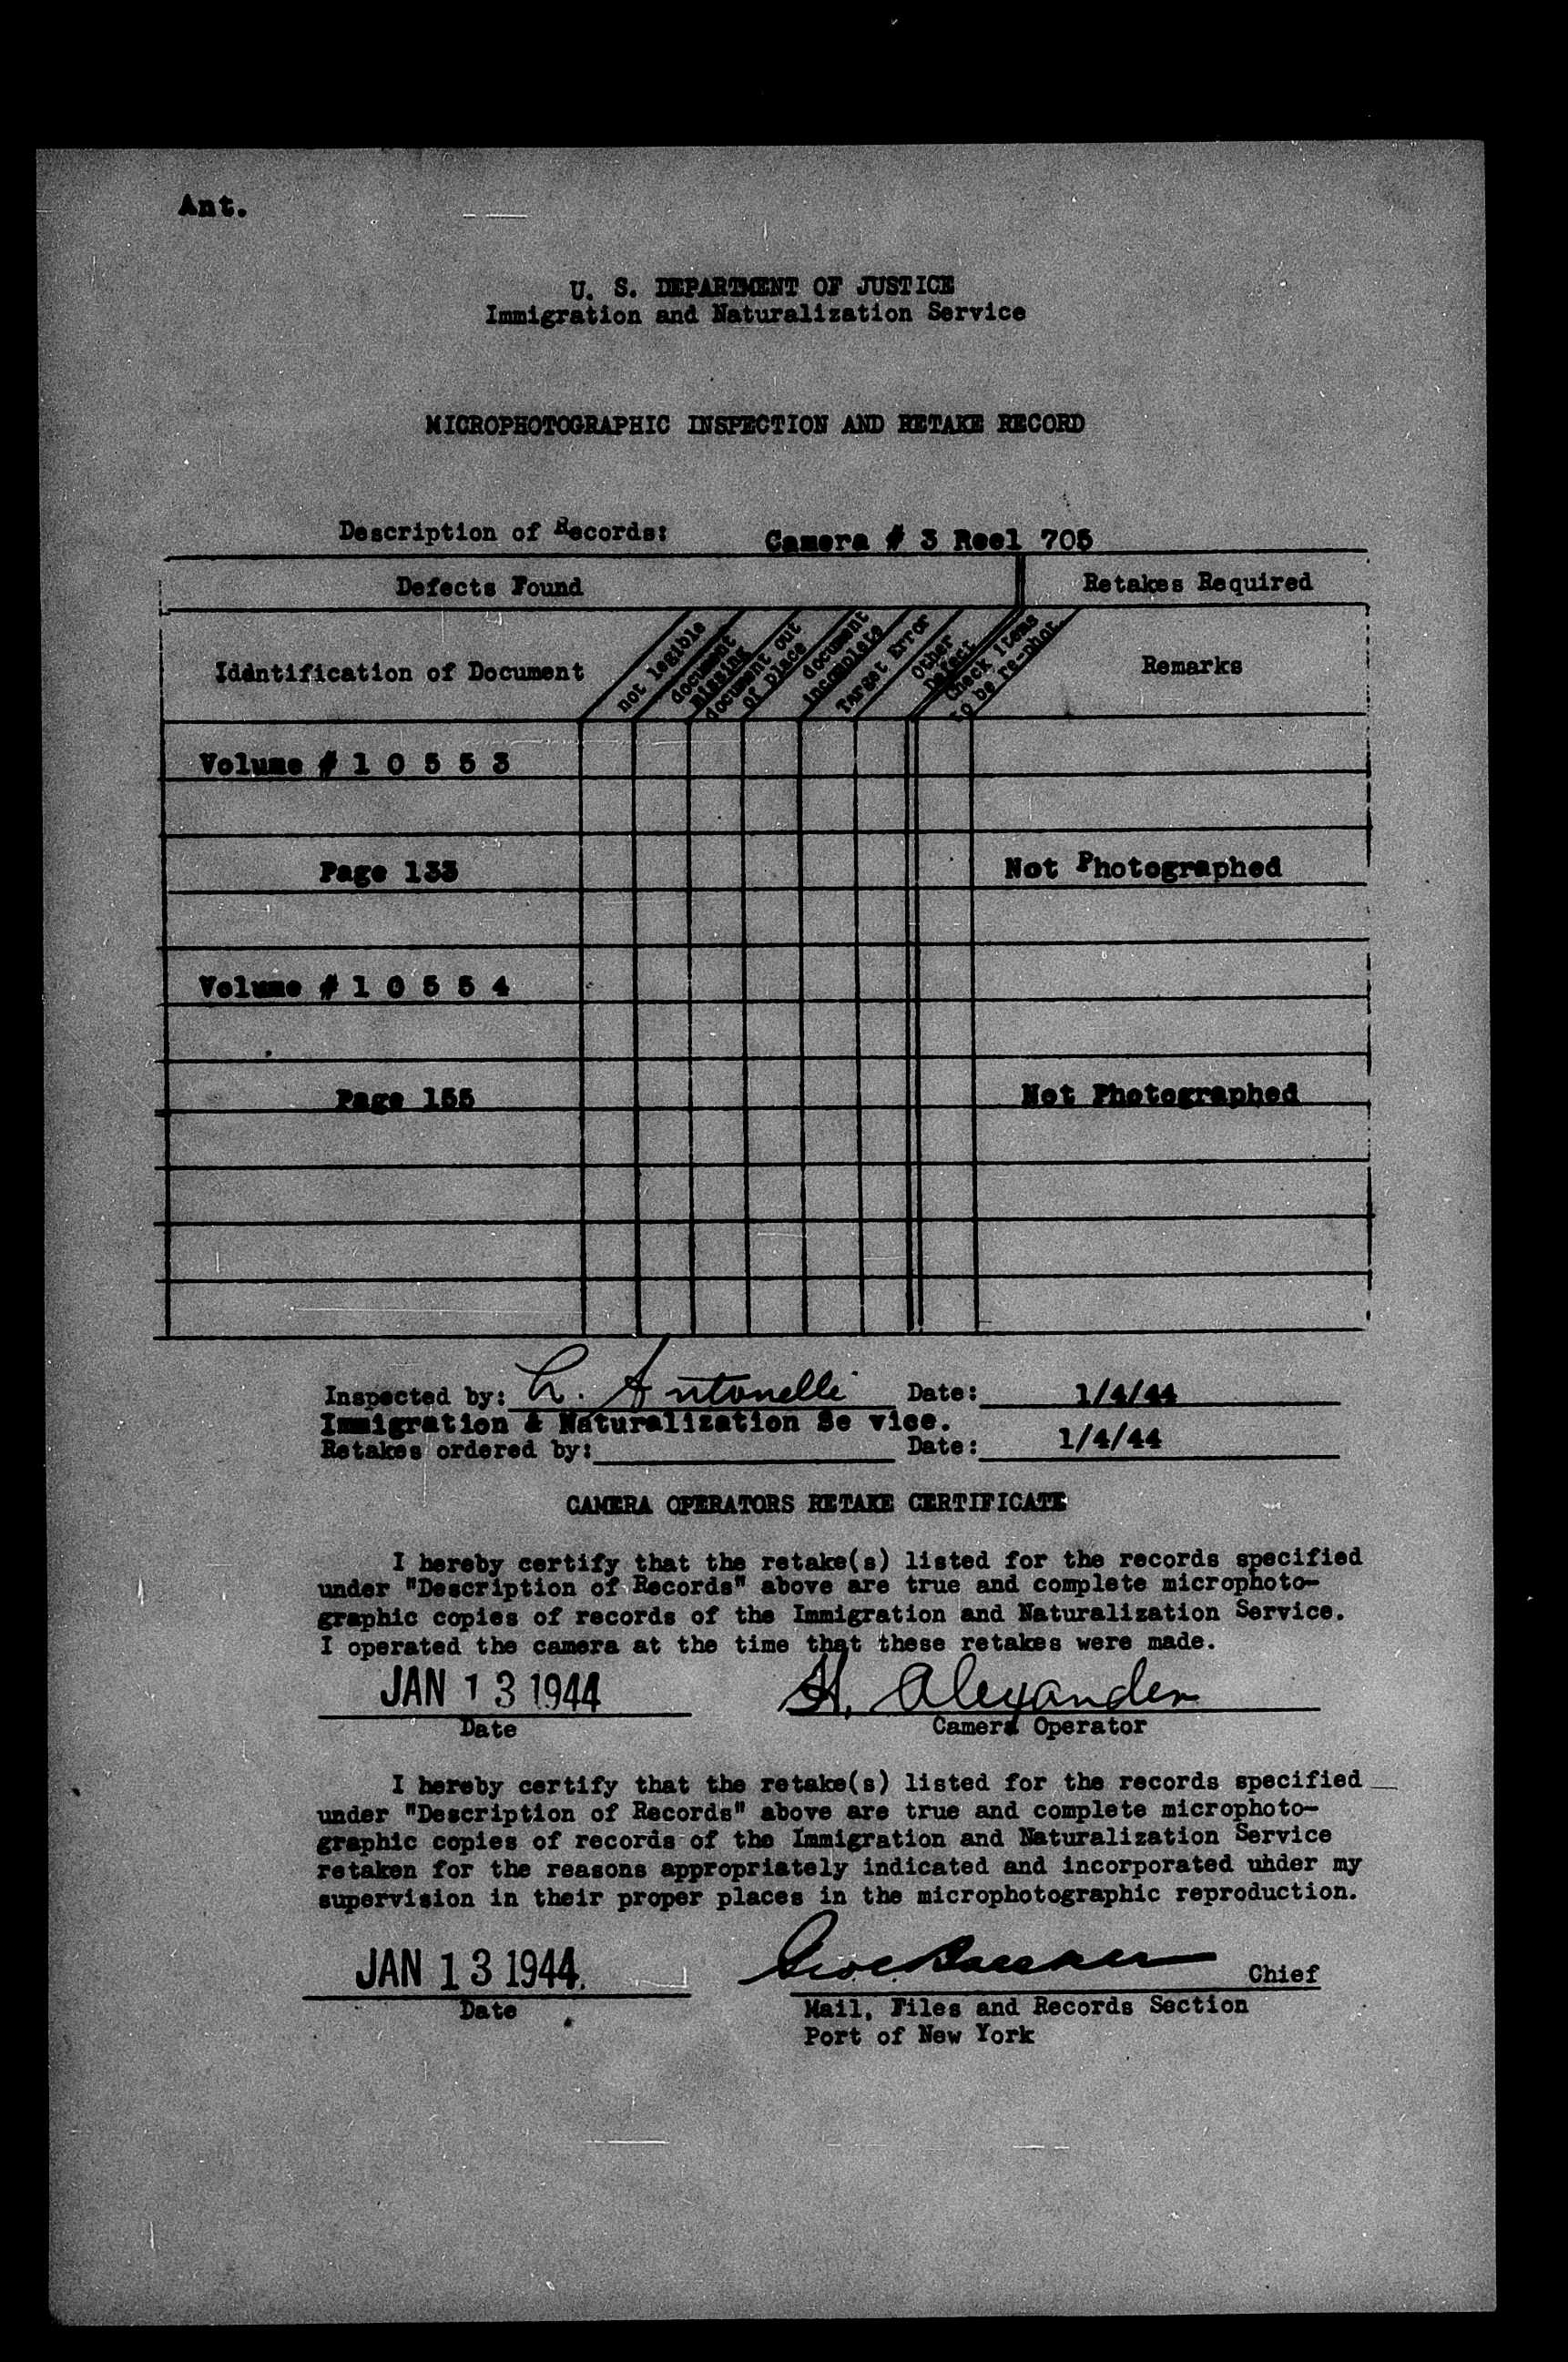 Ant.
U. S. DEPARTMENT OF JUSTICE
Immigration and Naturalization Service
MICROPHOTOGRAPHIC INSPECTION AND RETAKE RECORD
Description of Records: Camera # 3 Reel 705
Defects Found Retakes Required
Identification of Document not legible document missing document out of place document incomplete Target Error Other Defect Check items to be re-phot. Remarks
Volume # 1 0 5 5 3
Page 133 Not Photographed
Volume # 1 0 5 5 4
Page 155 Not Photographed
Inspected by: Antonelli Date: 1/4/44
Immigration & Naturalization Se vice.
Retakes ordered by: Date: 1/4/44
CAMERA OPERATORS RETAKE CERTIFICATE
I hereby certify that the retake(s) listed for the records specified
under "Description of Records" above are true and complete microphoto-
graphic copies of records of the Immigration and Naturalization Service.
I operated the camera at the time that these retakes were made.
JAN 13 1944 H. Alexander
Date Camera Operator
I hereby certify that the retake(s) listed for the records specified
under "Description of Records" above are true and complete microphoto-
graphic copies of records of the Immigration and Naturalization Service
retaken for the reasons appropriately indicated and incorporated uhder my
supervision in their proper places in the microphotographic reproduction.
JAN 13 1944. Chief
Date Mail, Files and Records Section
Port of New York